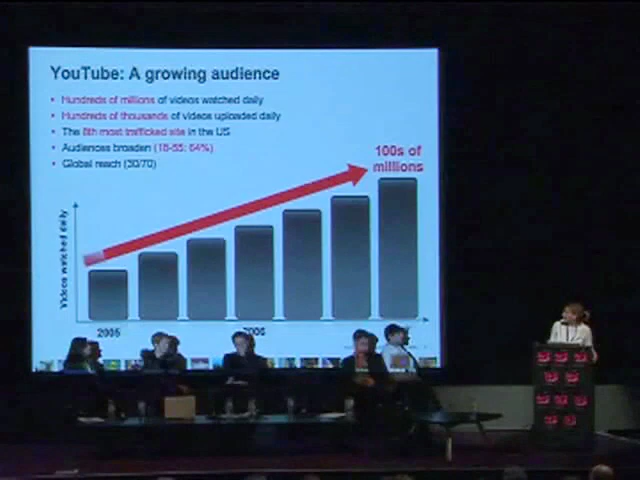 YouTube: A growing audience
• Hundreds of millions of videos watched daily
• Hundreds of thousands of videos uploaded daily
• The 8th most trafficked site in the US
• Audiences broaden (18-55: 64%)
• Global reach (30/70)
100s of
millions
Videos watched daily
2005
2006